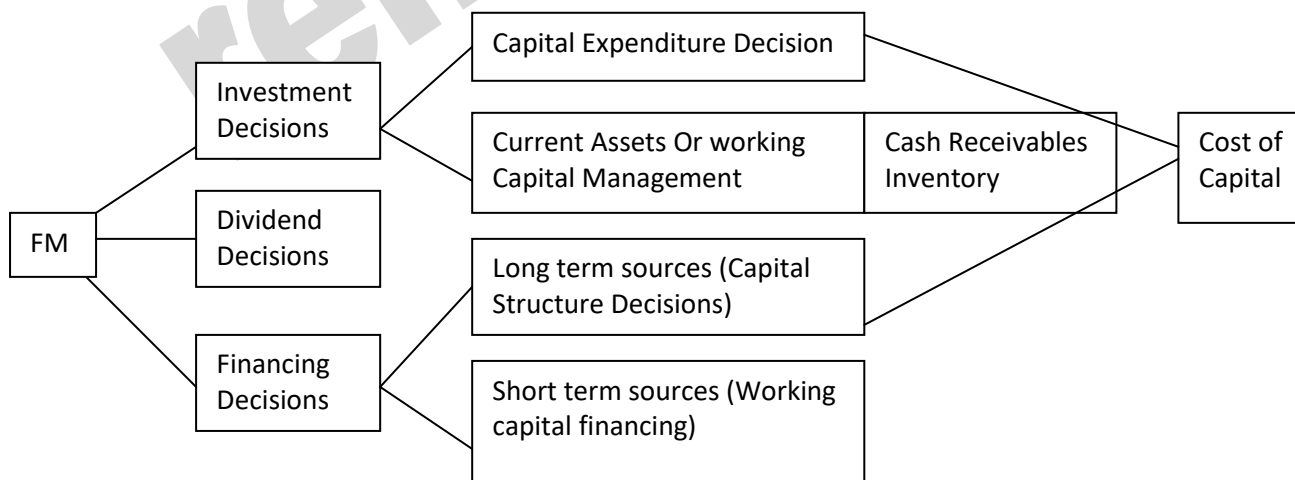 Capital Expenditure Decision
Investment
Decisions
Current Assets Or working
Capital Management
Cash Receivables
Inventory
Cost of
Capital
FM
Dividend
Decisions
Long term sources (Capital
Structure Decisions)
Financing
Decisions
Short term sources (Working
capital financing)